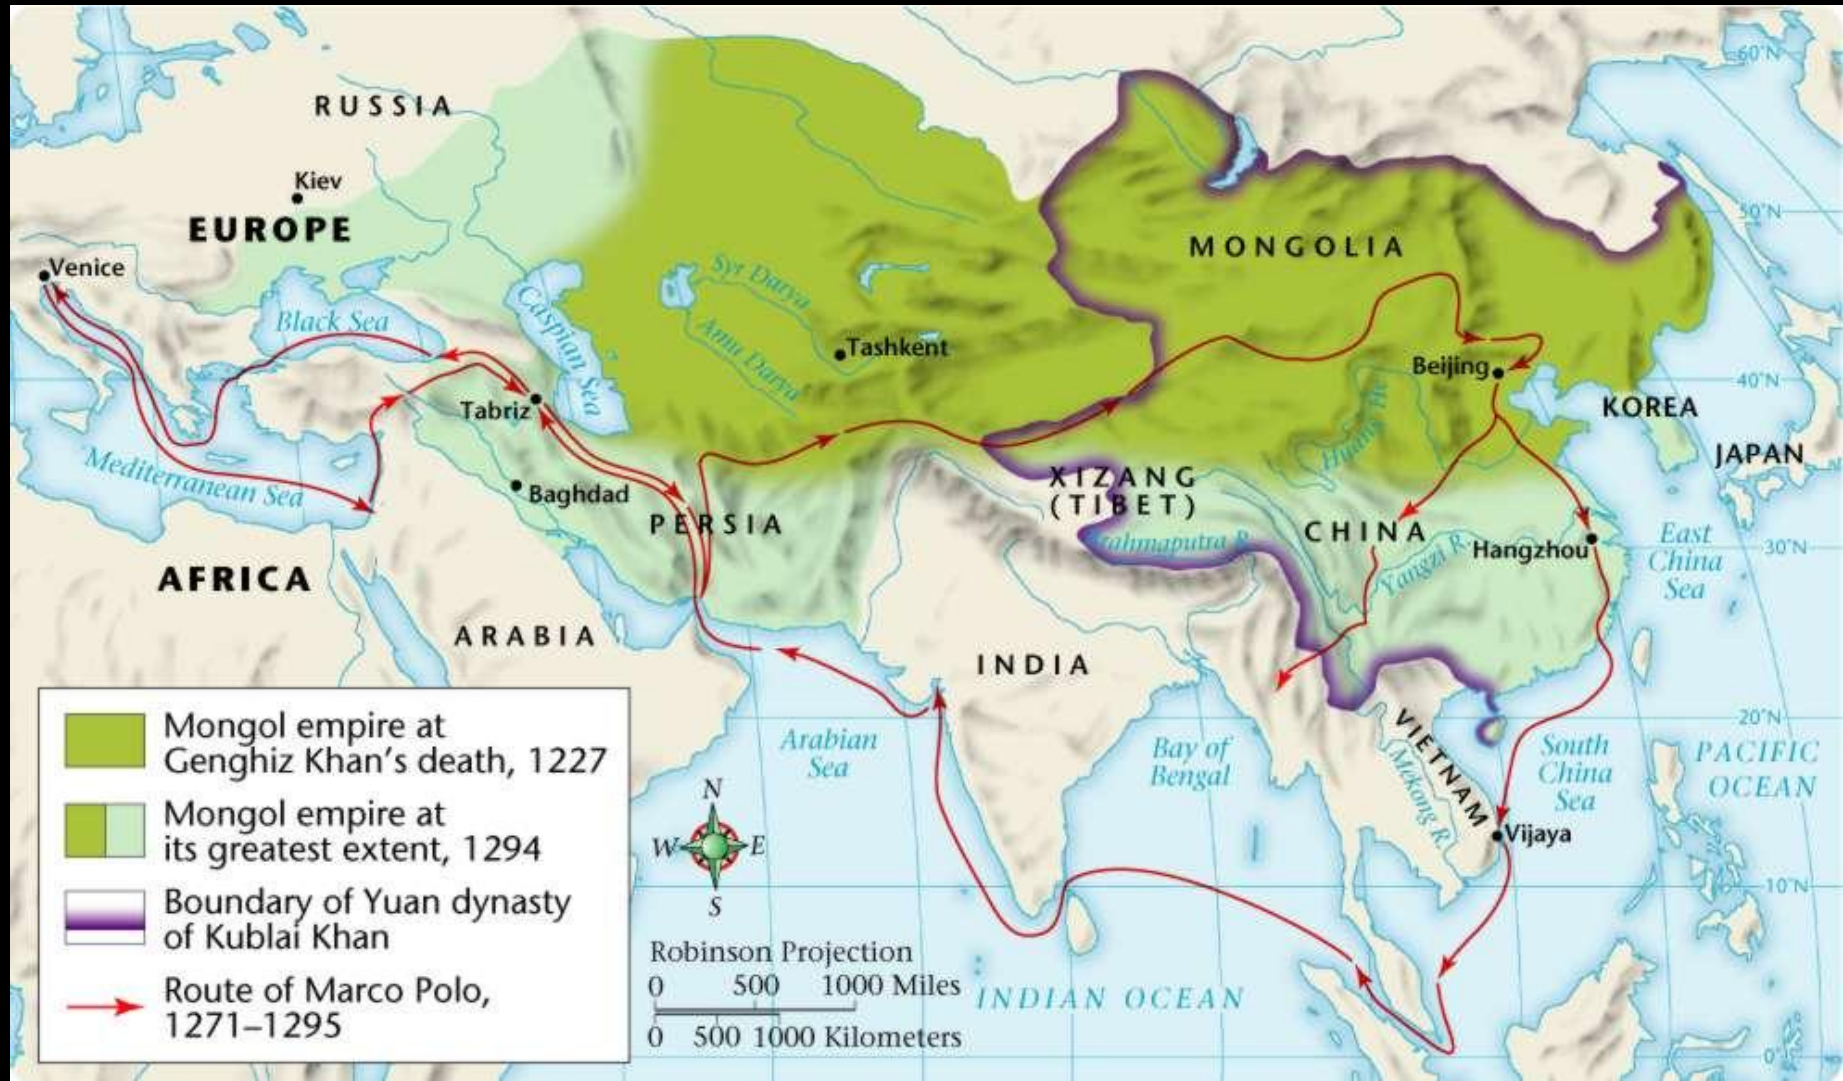 60°N
RUSSIA
Kiev
50°N
EUROPE
MONGOLIA
Venice
Syr Darya
Caspian Sea
Black Sea
Amu Darya
Tashkent
Beijing
40°N
Huang He
KOREA
Tabriz
JAPAN
Mediterranean Sea
XIZANG
(TIBET)
Baghdad
PERSIA
CHINA
East
China
Sea
rahmaputra R.
Yangzi R.
Hangzhou
30°N
AFRICA
ARABIA
INDIA
VIETNAM
20°N
Arabian
Sea
Bay of
Bengal
Mekong R.
South
China
Sea
PACIFIC
OCEAN
Vijaya
10°N
INDIAN OCEAN
0°
Mongol empire at
Genghiz Khan's death, 1227
Mongol empire at
its greatest extent, 1294
Boundary of Yuan dynasty
of Kublai Khan
Route of Marco Polo,
1271–1295
N
W E
S
Robinson Projection
0 500 1000 Miles
0 500 1000 Kilometers